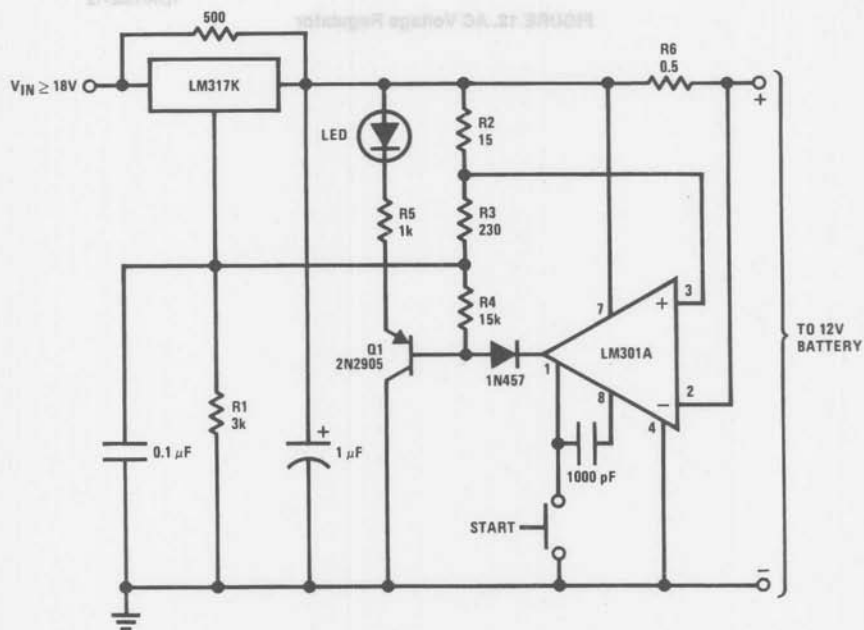 FIGURE 12. AC Voltage Regulator
500
VIN ≥ 18V
LM317K
R6
0.5
+
LED
R2
15
R5
1k
R3
230
R4
15k
7
+
3
LM301A
TO 12V
BATTERY
Q1
2N2905
1N457
1
8
2
−
4
R1
3k
0.1 μF
+
1 μF
1000 pF
START
−